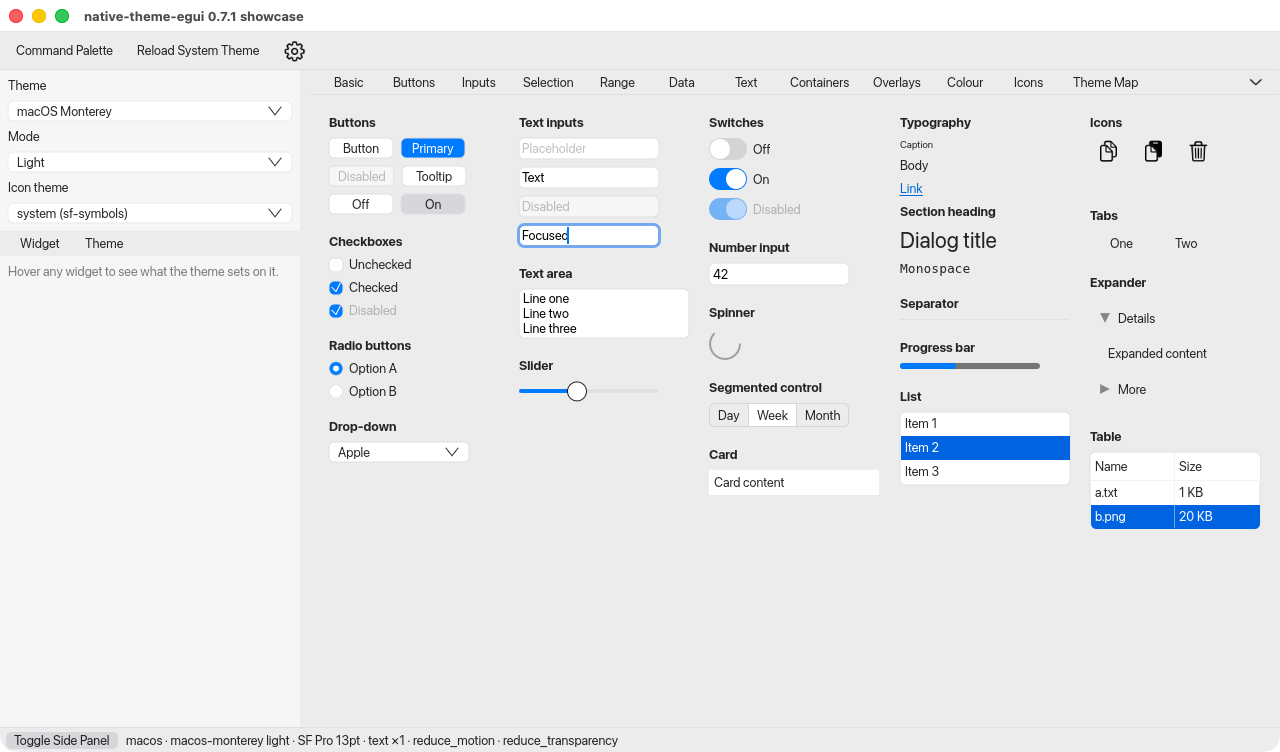 native-theme-egui 0.7.1 showcase
Command Palette
Reload System Theme
Theme
macOS Monterey
Mode
Light
Icon theme
system (sf-symbols)
Widget
Theme
Hover any widget to see what the theme sets on it.
Basic
Buttons
Inputs
Selection
Range
Data
Text
Containers
Overlays
Colour
Icons
Theme Map
Buttons
Button
Primary
Disabled
Tooltip
Off
On
Checkboxes
Unchecked
Checked
Disabled
Radio buttons
Option A
Option B
Drop-down
Apple
Text inputs
Placeholder
Text
Disabled
Focused
Text area
Line one
Line two
Line three
Slider
Switches
Off
On
Disabled
Number input
42
Spinner
Segmented control
Day
Week
Month
Card
Card content
Typography
Caption
Body
Link
Section heading
Dialog title
Monospace
Separator
Progress bar
List
Item 1
Item 2
Item 3
Icons
Tabs
One
Two
Expander
Details
Expanded content
More
Table
Name
Size
a.txt
1 KB
b.png
20 KB
Toggle Side Panel
macos · macos-monterey light · SF Pro 13pt · text ×1 · reduce_motion · reduce_transparency